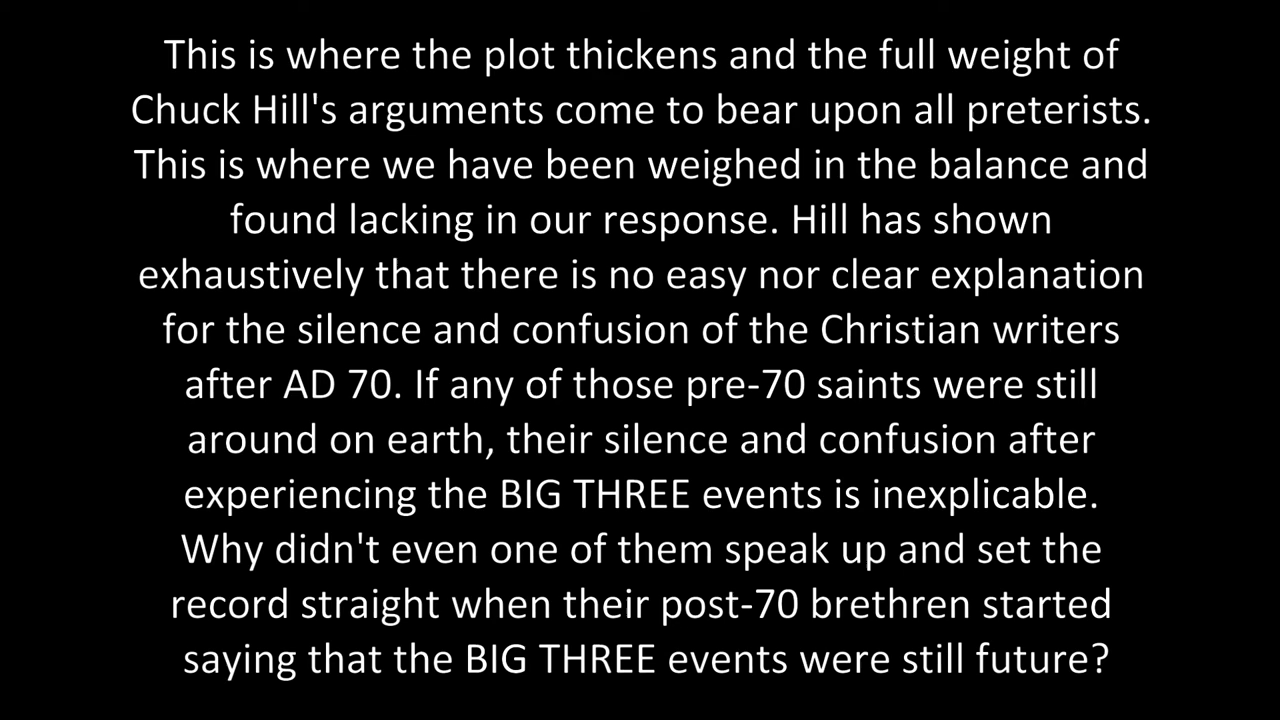 This is where the plot thickens and the full weight of
Chuck Hill's arguments come to bear upon all preterists.
This is where we have been weighed in the balance and
found lacking in our response. Hill has shown
exhaustively that there is no easy nor clear explanation
for the silence and confusion of the Christian writers
after AD 70. If any of those pre-70 saints were still
around on earth, their silence and confusion after
experiencing the BIG THREE events is inexplicable.
Why didn't even one of them speak up and set the
record straight when their post-70 brethren started
saying that the BIG THREE events were still future?